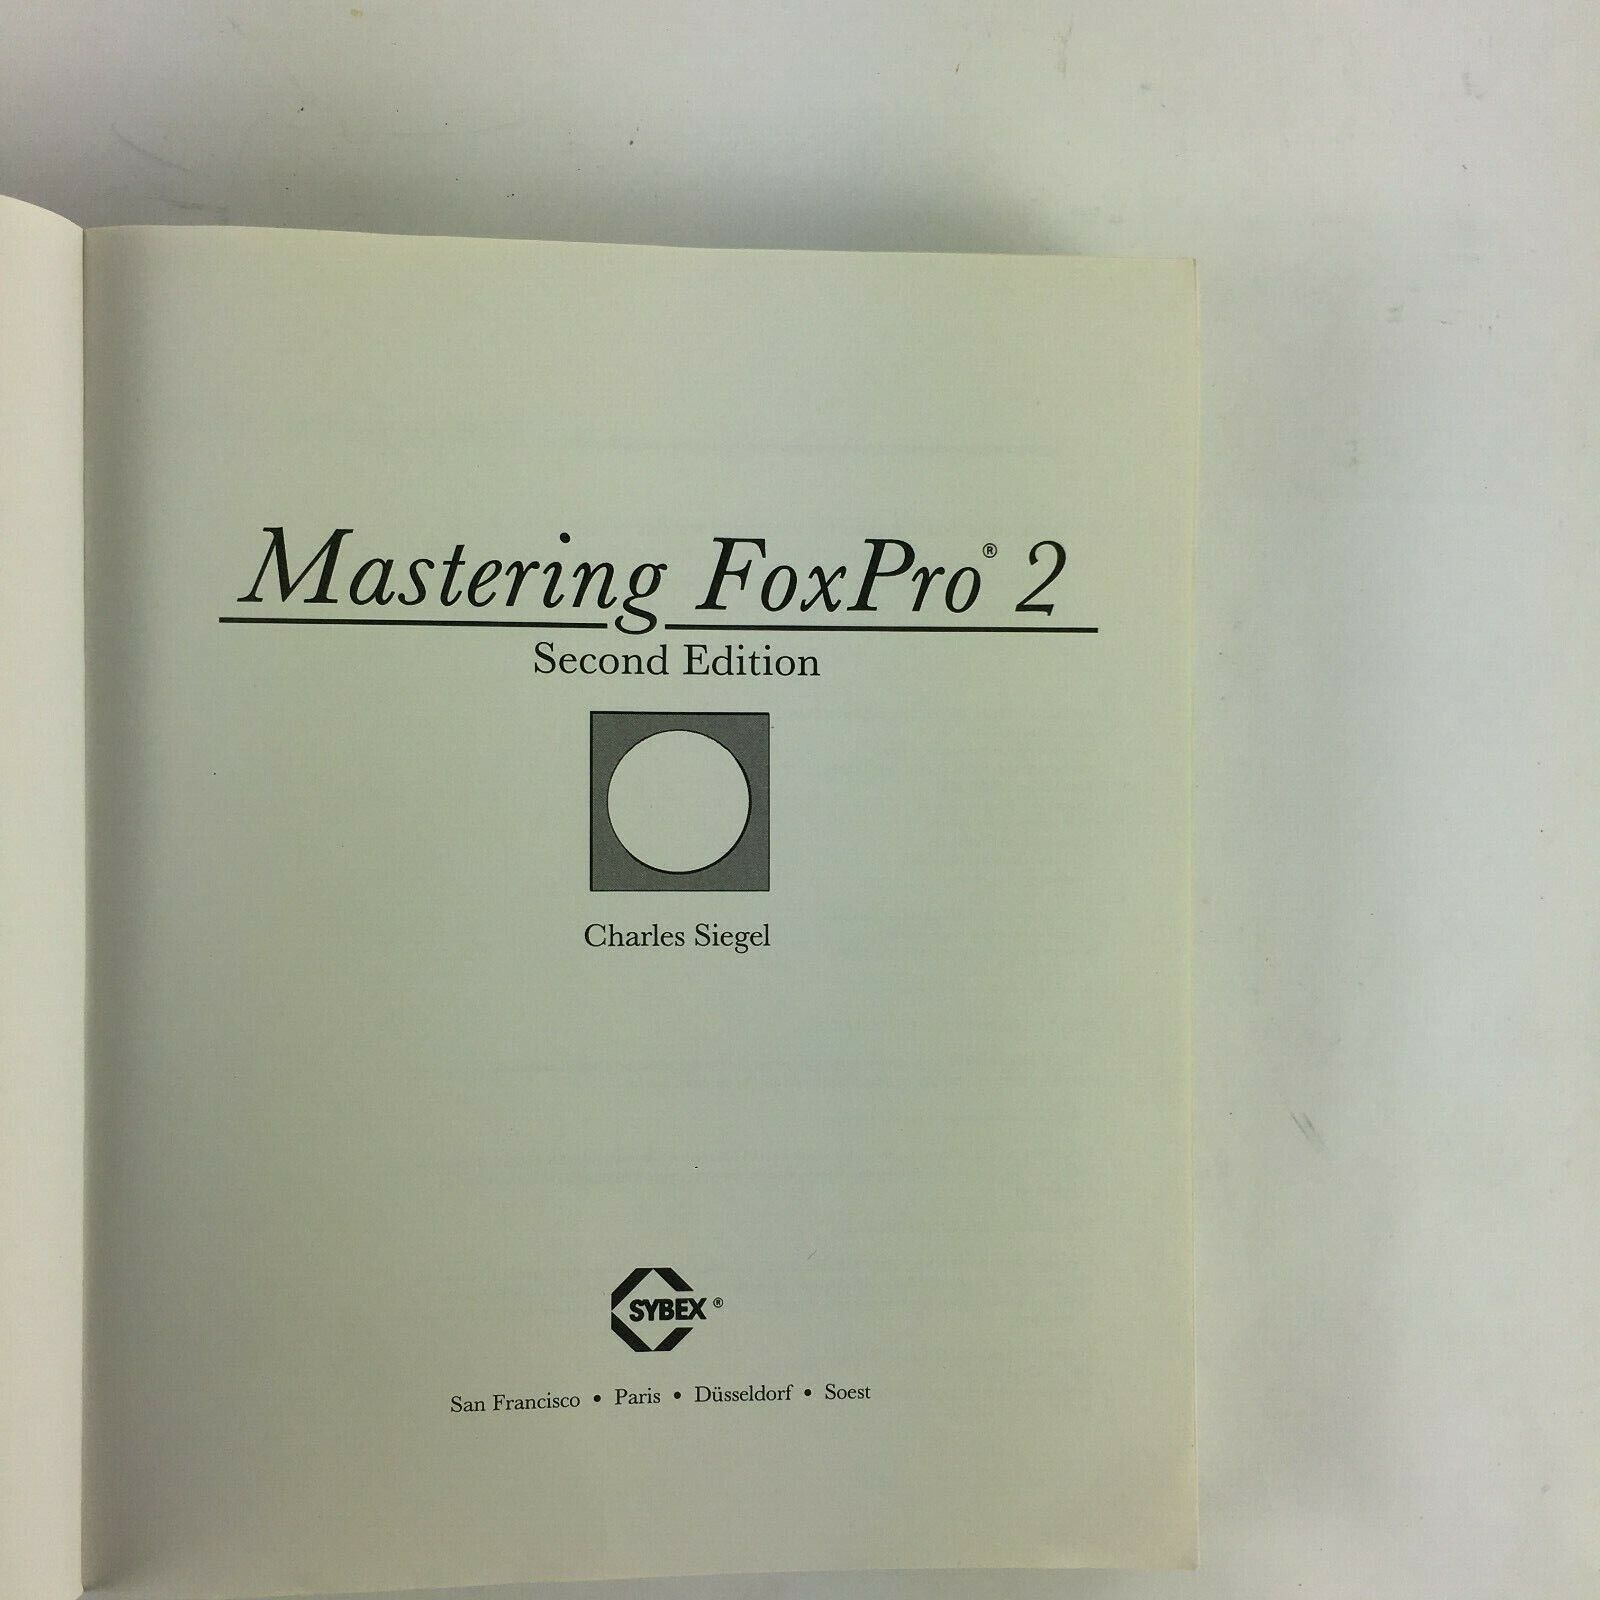 Mastering FoxPro® 2
Second Edition
Charles Siegel
SYBEX ®
San Francisco • Paris • Düsseldorf • Soest